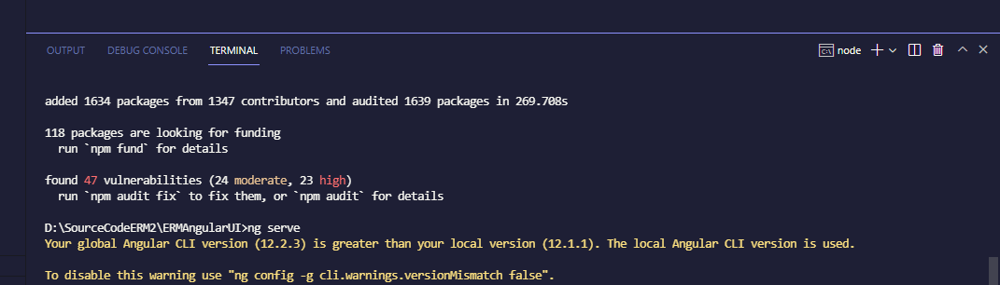 OUTPUT DEBUG CONSOLE TERMINAL PROBLEMS node
added 1634 packages from 1347 contributors and audited 1639 packages in 269.708s
118 packages are looking for funding
run `npm fund` for details
found 47 vulnerabilities (24 moderate, 23 high)
run `npm audit fix` to fix them, or `npm audit` for details
D:\SourceCodeERM2\ERMAngularUI>ng serve
Your global Angular CLI version (12.2.3) is greater than your local version (12.1.1). The local Angular CLI version is used.
To disable this warning use "ng config -g cli.warnings.versionMismatch false".